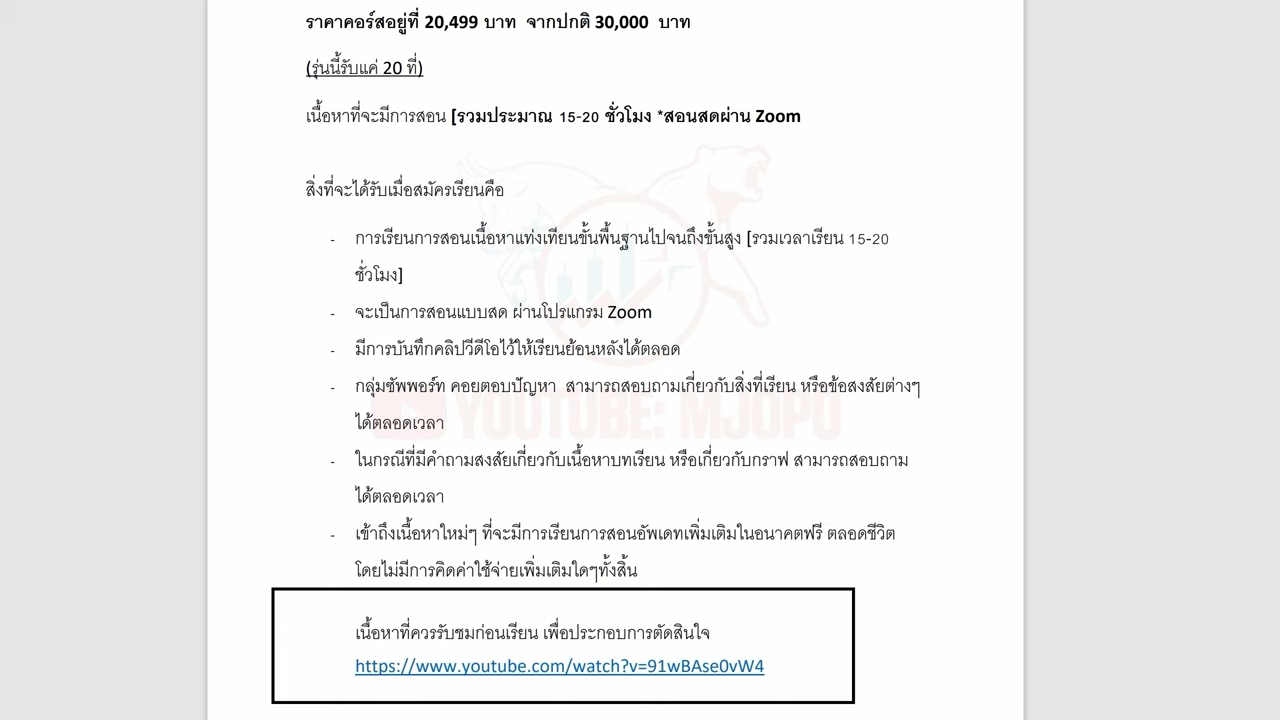 ราคาคอร์สอยู่ที่ 20,499 บาท จากปกติ 30,000 บาท
(รุ่นนี้รับแค่ 20 ที่)
เนื้อหาที่จะมีการสอน [รวมประมาณ 15-20 ชั่วโมง *สอนสดผ่าน Zoom
สิ่งที่จะได้รับเมื่อสมัครเรียนคือ
- การเรียนการสอนเนื้อหาแท่งเทียนขั้นพื้นฐานไปจนถึงขั้นสูง [รวมเวลาเรียน 15-20
ชั่วโมง]
- จะเป็นการสอนแบบสด ผ่านโปรแกรม Zoom
- มีการบันทึกคลิปวีดีโอไว้ให้เรียนย้อนหลังได้ตลอด
- กลุ่มซัพพอร์ท คอยตอบปัญหา สามารถสอบถามเกี่ยวกับสิ่งที่เรียน หรือข้อสงสัยต่างๆ
ได้ตลอดเวลา
YOUTUBE: MJOPU
- ในกรณีที่มีคำถามสงสัยเกี่ยวกับเนื้อหาบทเรียน หรือเกี่ยวกับกราฟ สามารถสอบถาม
ได้ตลอดเวลา
- เข้าถึงเนื้อหาใหม่ๆ ที่จะมีการเรียนการสอนอัพเดทเพิ่มเติมในอนาคตฟรี ตลอดชีวิต
โดยไม่มีการคิดค่าใช้จ่ายเพิ่มเติมใดๆทั้งสิ้น
เนื้อหาที่ควรรับชมก่อนเรียน เพื่อประกอบการตัดสินใจ
https://www.youtube.com/watch?v=91wBAse0vW4